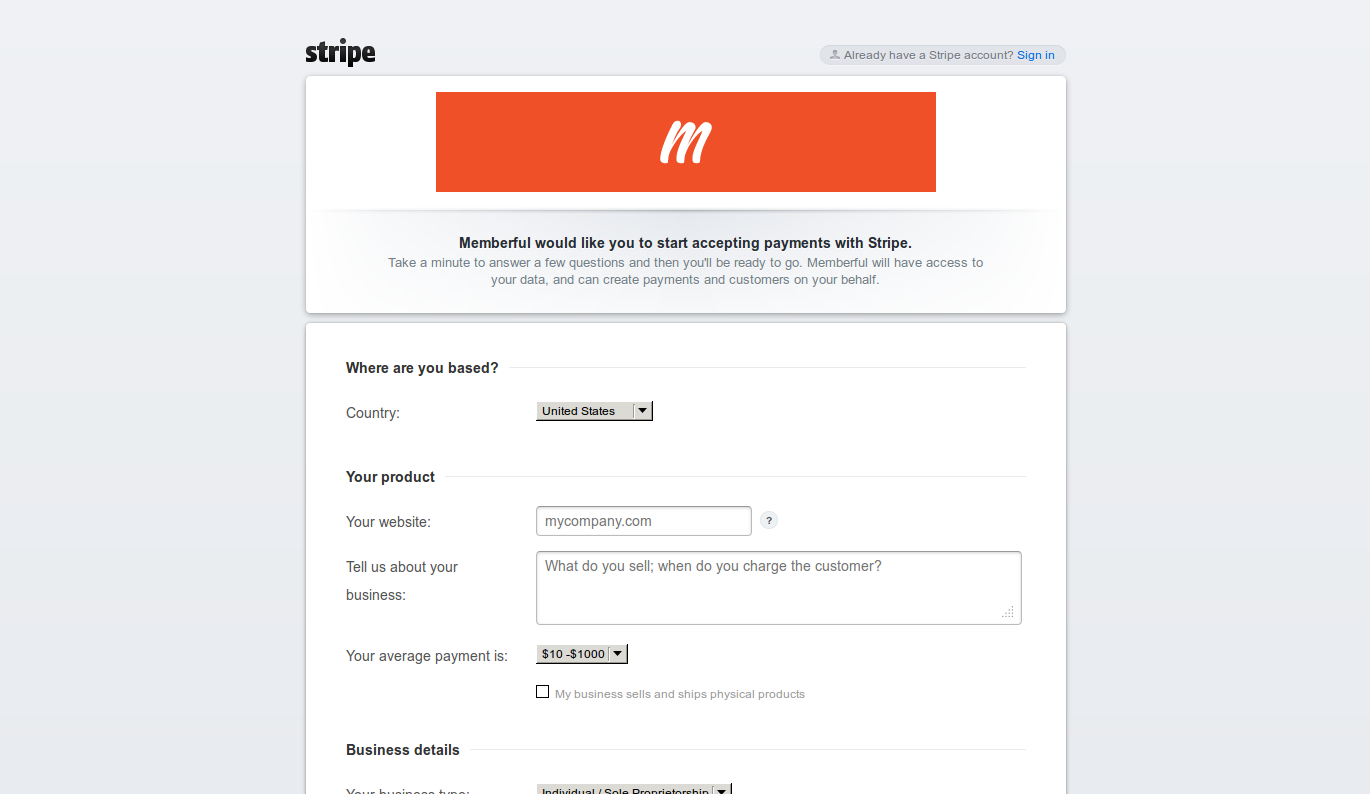 stripe
Already have a Stripe account? Sign in
M
Memberful would like you to start accepting payments with Stripe.
Take a minute to answer a few questions and then you'll be ready to go. Memberful will have access to
your data, and can create payments and customers on your behalf.
Where are you based?
Country: United States
Your product
Your website: mycompany.com ?
Tell us about your What do you sell; when do you charge the customer?
business:
Your average payment is: $10 -$1000
My business sells and ships physical products
Business details
Your business type: Individual / Sole Proprietorship